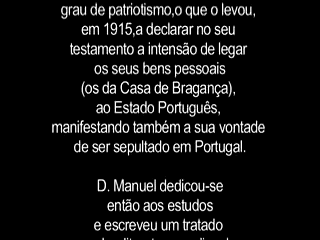 grau de patriotismo,o que o levou,
em 1915,a declarar no seu
testamento a intensão de legar
os seus bens pessoais
(os da Casa de Bragança),
ao Estado Português,
manifestando também a sua vontade
de ser sepultado em Portugal.
D. Manuel dedicou-se
então aos estudos
e escreveu um tratado